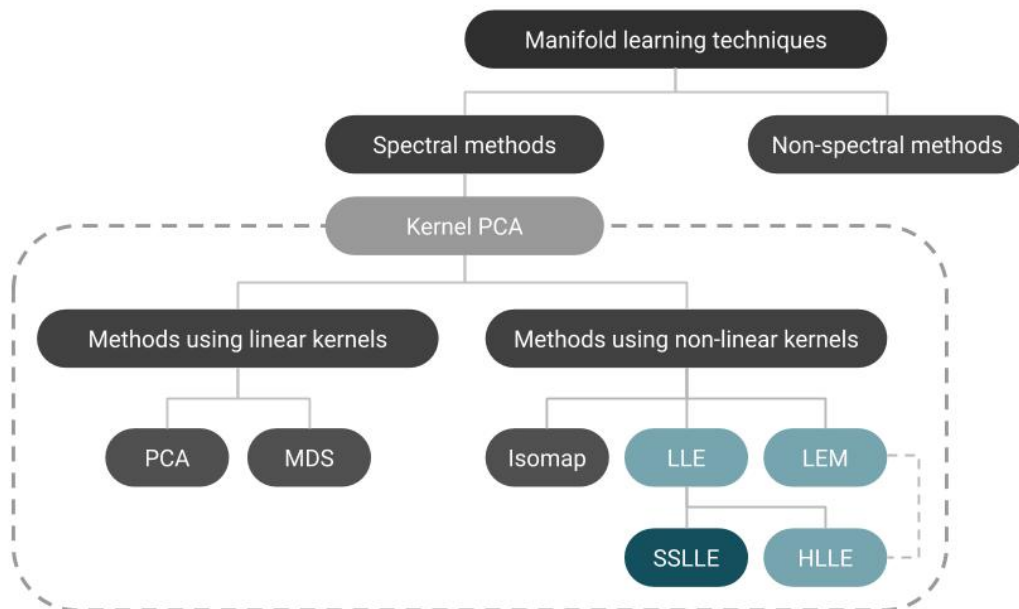 Manifold learning techniques
Spectral methods
Non-spectral methods
Kernel PCA
Methods using linear kernels
Methods using non-linear kernels
PCA
MDS
Isomap
LLE
LEM
SSLLE
HLLE